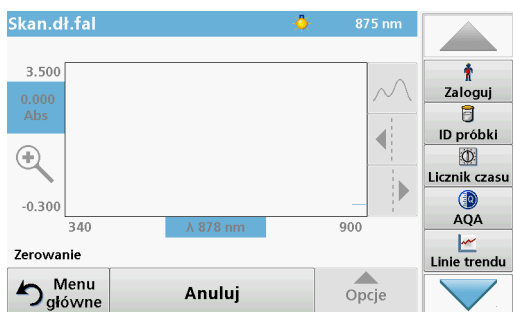 Skan.dł.fal 875 nm
3.500
0.000
Abs
-0.300
340 λ 878 nm 900
Zerowanie
Menu
główne
Anuluj
Opcje
Zaloguj
ID próbki
Licznik czasu
AQA
Linie trendu